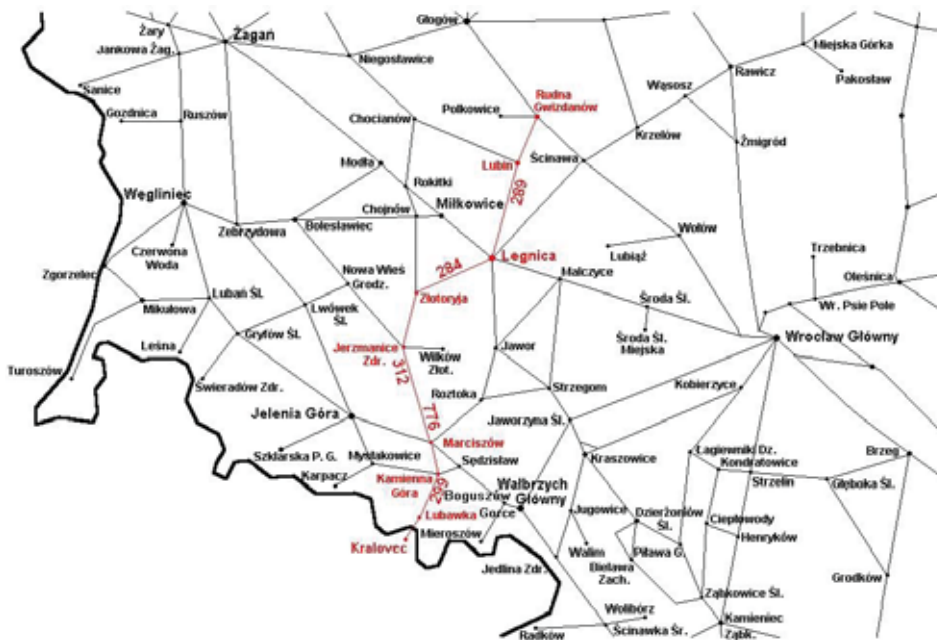 Żary
Żagań
Głogów
Jankowa Żag.
Niegosławice
Miejska Górka
Sanice
Rawicz
Pakosław
Wąsosz
Gozdnica
Ruszów
Chocianów
Polkowice
Rudna
Gwizdanów
Krzelów
Żmigród
Modła
Lubin
Ścinawa
Rokitki
289
Węgliniec
Chojnów
Miłkowice
Zebrzydowa
Bolesławiec
Wołów
Czerwona
Woda
Legnica
Lubiąż
Trzebnica
Zgorzelec
Nowa Wieś
Grodz.
284
Malczyce
Oleśnica
Mikułowa
Lubań Śl.
Złotoryja
Lwówek
Śl.
Środa Śl.
Wr. Psie Pole
Gryfów Śl.
Środa Śl.
Miejska
Wrocław Główny
Leśna
Jerzmanice
Zdr.
Wilków
Złot.
Jawor
Turoszów
Świeradów Zdr.
312
Roztoka
Strzegom
Kobierzyce
Jelenia Góra
776
Jaworzyna Śl.
Marciszów
Szklarska P. G.
Mysłakowice
Sędzisław
Kraszowice
Łagiewniki Dz.
Kondratowice
Brzeg
Karpacz
Kamienna
Góra
299
Strzelin
Głęboka Śl.
Boguszów
Gorce
Wałbrzych
Główny
Lubawka
Jugowice
Dzierżoniów
Śl.
Ciepłowody
Mieroszów
Henryków
Kralovec
Walim
Bielawa
Zach.
Piława G.
Jedlina Zdr.
Grodków
Ząbkowice Śl.
Wolibórz
Radków
Ścinawka Śr.
Kamieniec
Ząbk.